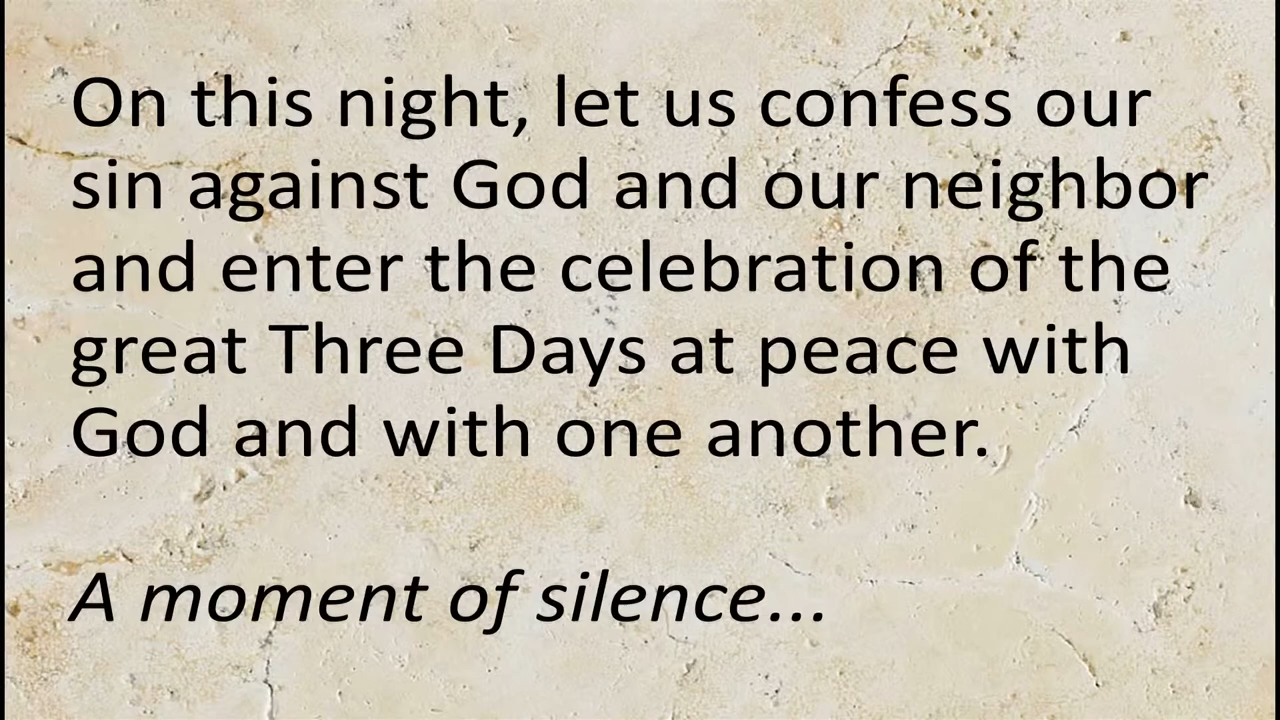 On this night, let us confess our
sin against God and our neighbor
and enter the celebration of the
great Three Days at peace with
God and with one another.
A moment of silence...